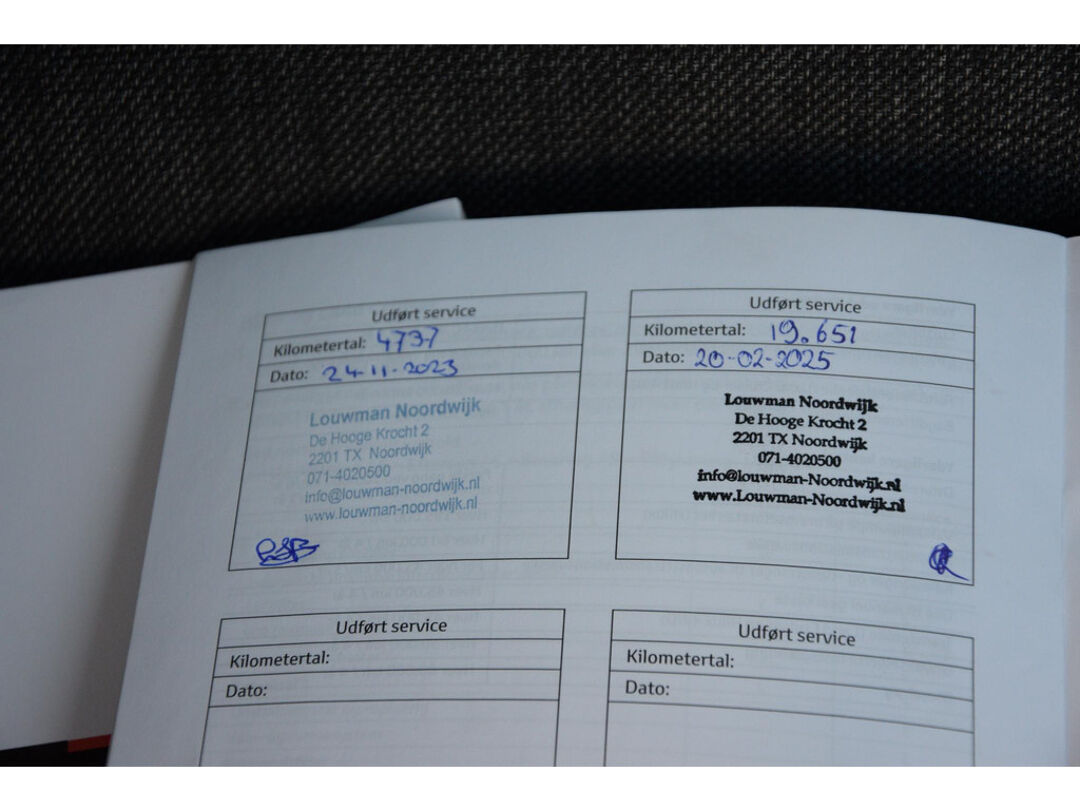 Udført service
Kilometertal: 4737
Dato: 24-11-2023
Louwman Noordwijk
De Hooge Krocht 2
2201 TX Noordwijk
071-4020500
info@louwman-noordwijk.nl
www.louwman-noordwijk.nl
Udført service
Kilometertal: 19.651
Dato: 20-02-2025
Louwman Noordwijk
De Hooge Krocht 2
2201 TX Noordwijk
071-4020500
info@louwman-Noordwijk.nl
www.Louwman-Noordwijk.nl
Udført service
Kilometertal:
Dato:
Udført service
Kilometertal:
Dato: